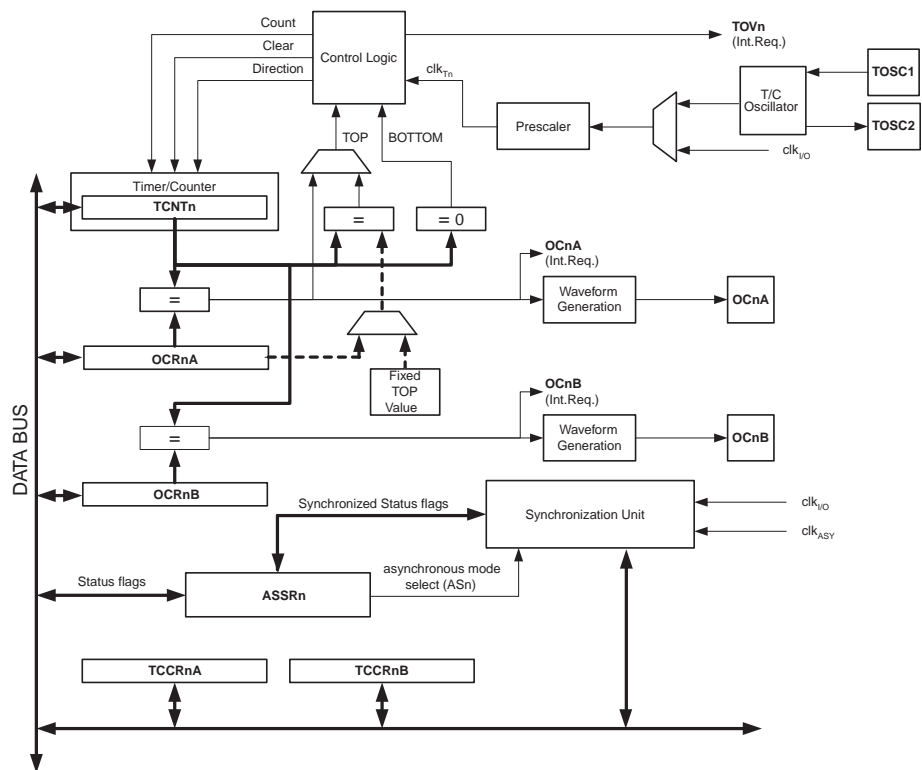 Count
Clear
Direction
Control Logic
TOVn
(Int.Req.)
clkTn
TOP
BOTTOM
Prescaler
T/C
Oscillator
TOSC1
TOSC2
clkI/O
Timer/Counter
TCNTn
=
= 0
=
OCnA
(Int.Req.)
Waveform
Generation
OCnA
OCRnA
Fixed
TOP
Value
=
OCnB
(Int.Req.)
Waveform
Generation
OCnB
OCRnB
DATA BUS
Synchronized Status flags
Synchronization Unit
clkI/O
clkASY
Status flags
ASSRn
asynchronous mode
select (ASn)
TCCRnA
TCCRnB